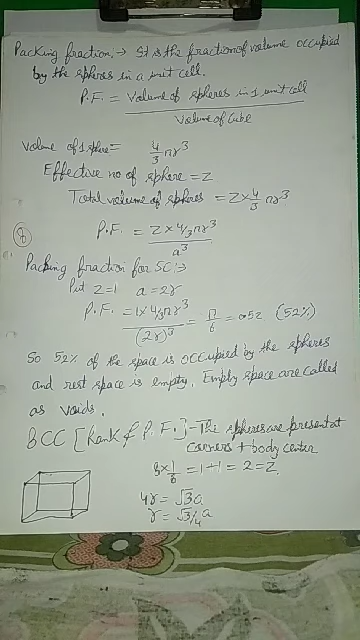 Packing fraction :→ It is the fraction of volume occupied
by the spheres in a unit cell.
P.F. = Volume of spheres in 1 unit cell
Volume of Cube
Volume of 1 sphere = 4/3 πr³
Effective no of sphere = Z
Total volume of spheres = Z x 4/3 πr³
8
P.F. = Z x 4/3 πr³
a³
Packing fraction for SC :→
Put Z=1 a = 2r
P.F. = 1 x 4/3 πr³
(2r)³ = π/6 = 0.52 (52%)
So 52% of the space is occupied by the spheres
and rest space is empty. Empty space are called
as voids.
BCC [Rank & P.F.] - The spheres are present at
corners + body center
8x1/8 = 1+1 = 2 = Z
4r = √3a
r = √3/4 a